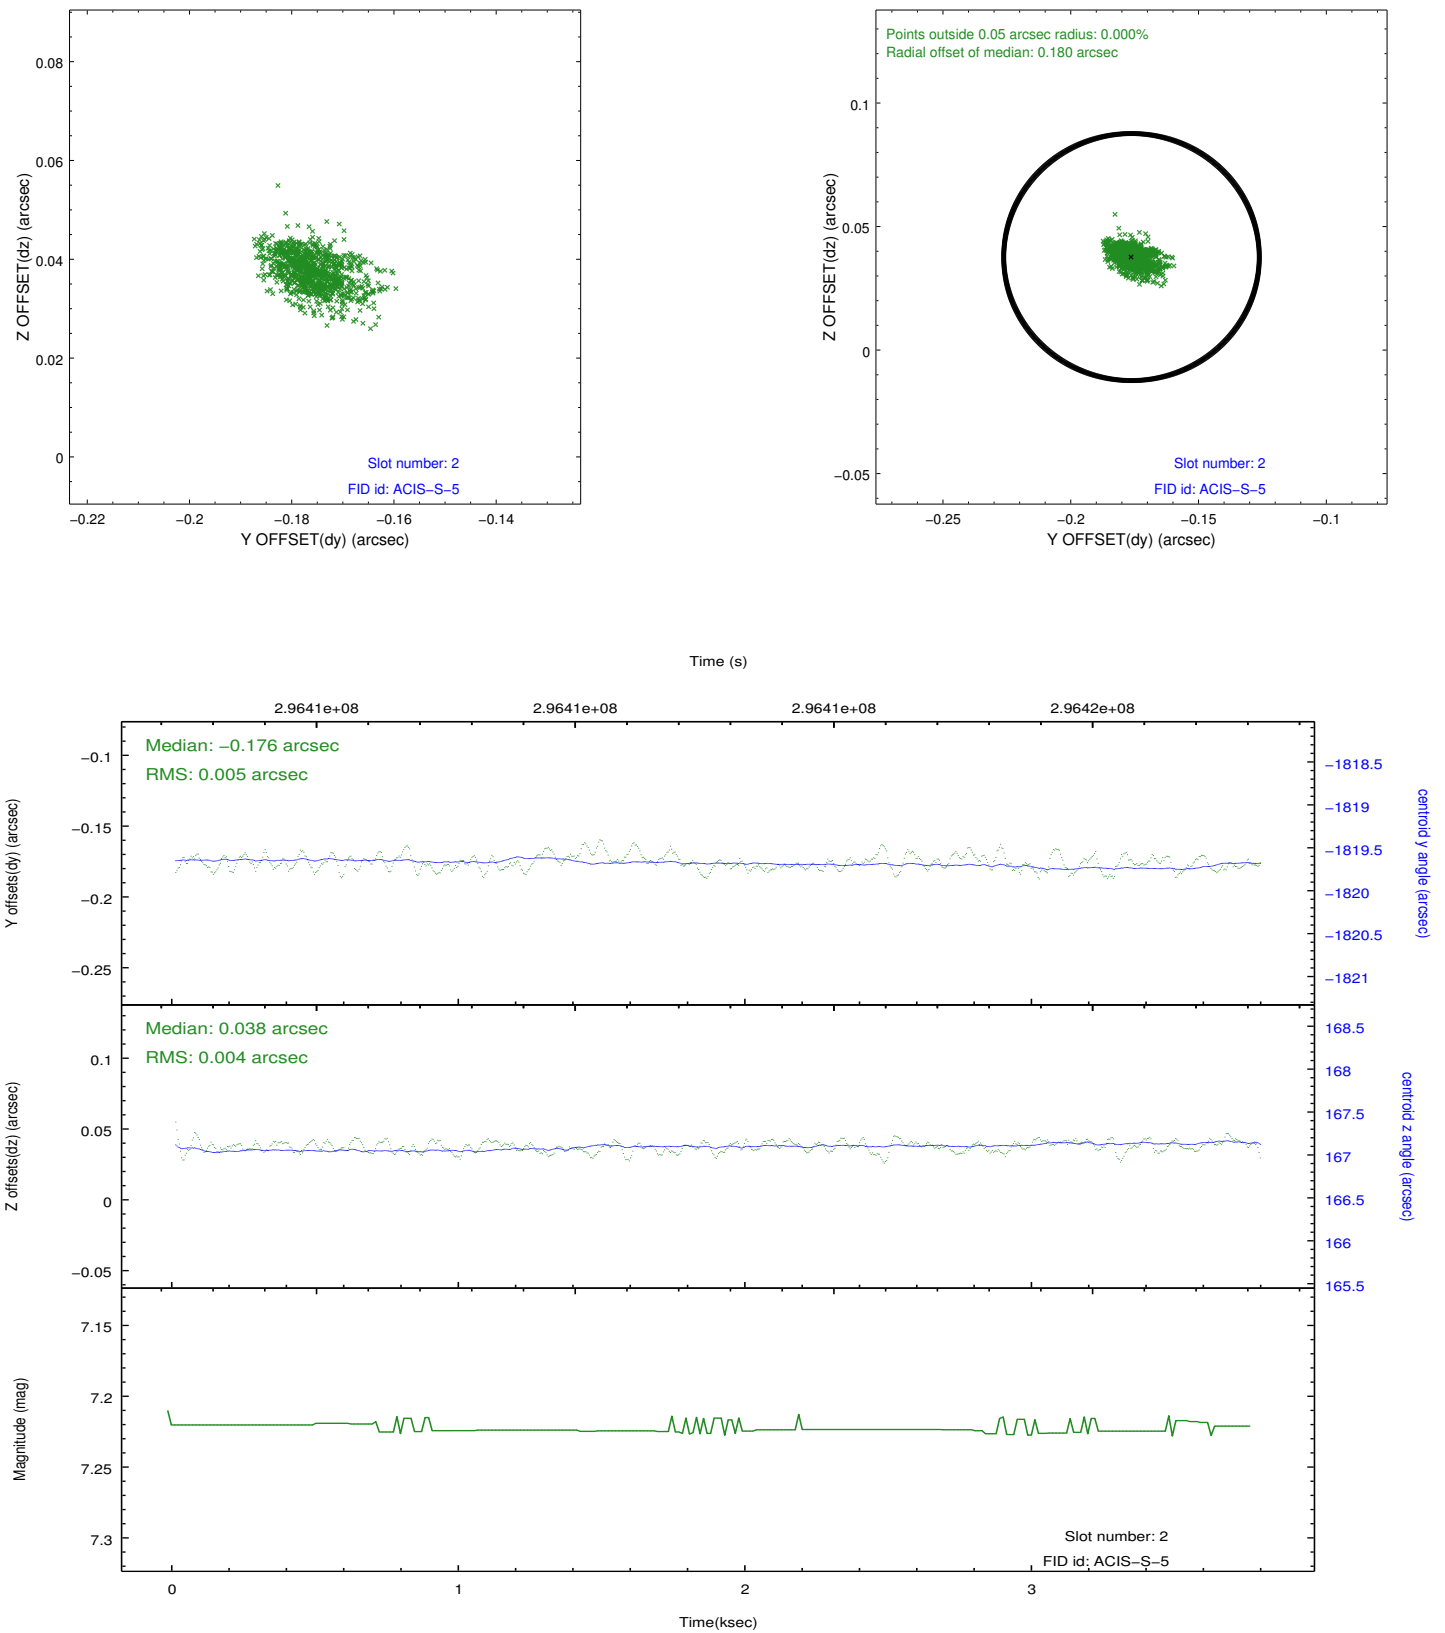 0.08
0.06
0.04
0.02
0
Z OFFSET(dz) (arcsec)
Slot number: 2
FID id: ACIS−S−5
−0.22 −0.2 −0.18 −0.16 −0.14
Y OFFSET(dy) (arcsec)
Points outside 0.05 arcsec radius: 0.000%
Radial offset of median: 0.180 arcsec
0.1
0.05
0
−0.05
Z OFFSET(dz) (arcsec)
Slot number: 2
FID id: ACIS−S−5
−0.25 −0.2 −0.15 −0.1
Y OFFSET(dy) (arcsec)
Time (s)
2.9641e+08 2.9641e+08 2.9641e+08 2.9642e+08
Median: −0.176 arcsec
RMS: 0.005 arcsec
−0.1
−0.15
−0.2
−0.25
Y offsets(dy) (arcsec)
−1818.5
−1819
−1819.5
−1820
−1820.5
−1821
centroid y angle (arcsec)
Median: 0.038 arcsec
RMS: 0.004 arcsec
0.1
0.05
0
−0.05
Z offsets(dz) (arcsec)
168.5
168
167.5
167
166.5
166
165.5
centroid z angle (arcsec)
7.15
7.2
7.25
7.3
Magnitude (mag)
Slot number: 2
FID id: ACIS−S−5
0 1 2 3
Time(ksec)